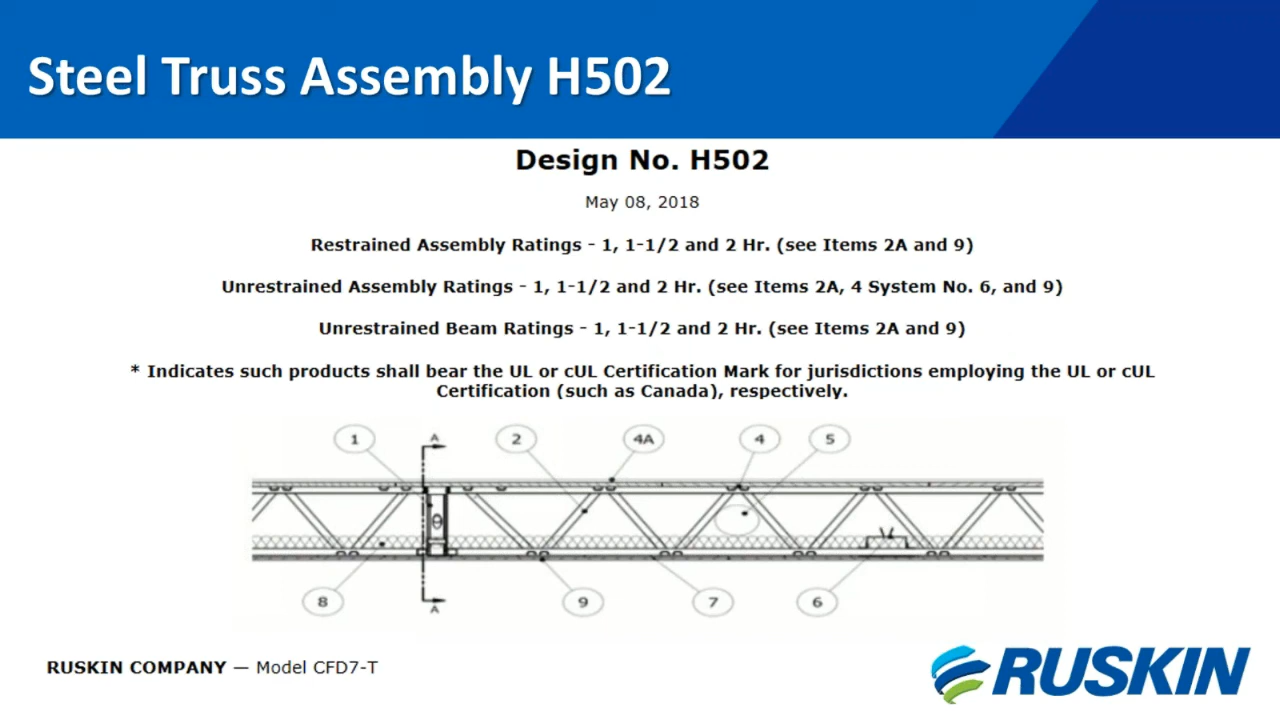 Steel Truss Assembly H502
Design No. H502
May 08, 2018
Restrained Assembly Ratings - 1, 1-1/2 and 2 Hr. (see Items 2A and 9)
Unrestrained Assembly Ratings - 1, 1-1/2 and 2 Hr. (see Items 2A, 4 System No. 6, and 9)
Unrestrained Beam Ratings - 1, 1-1/2 and 2 Hr. (see Items 2A and 9)
* Indicates such products shall bear the UL or cUL Certification Mark for jurisdictions employing the UL or cUL
Certification (such as Canada), respectively.
1 A 2 4A 4 5
8 A 9 7 6
RUSKIN COMPANY — Model CFD7-T
RUSKIN